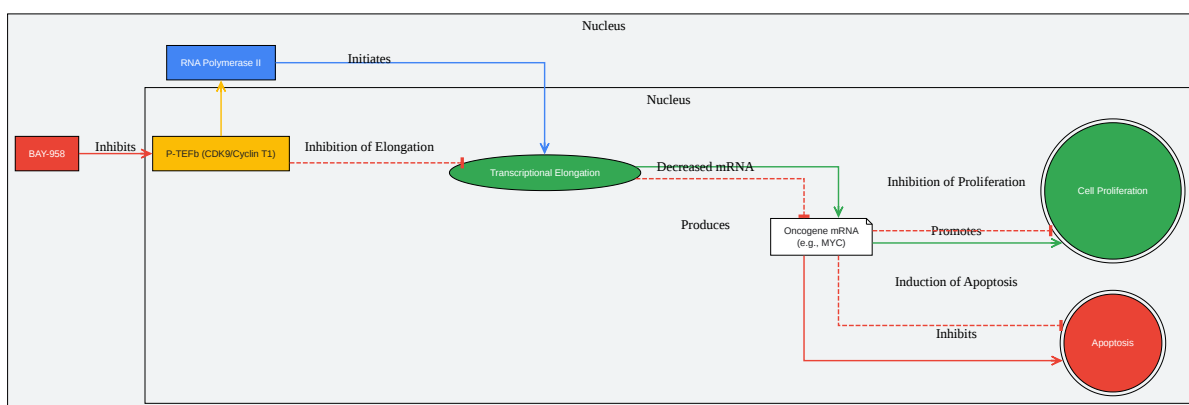 Nucleus
RNA Polymerase II
Initiates
Nucleus
BAY-958
Inhibits
P-TEFb (CDK9/Cyclin T1)
Inhibition of Elongation
Transcriptional Elongation
Decreased mRNA
Inhibition of Proliferation
Cell Proliferation
Produces
Oncogene mRNA
(e.g., MYC)
Promotes
Induction of Apoptosis
Inhibits
Apoptosis